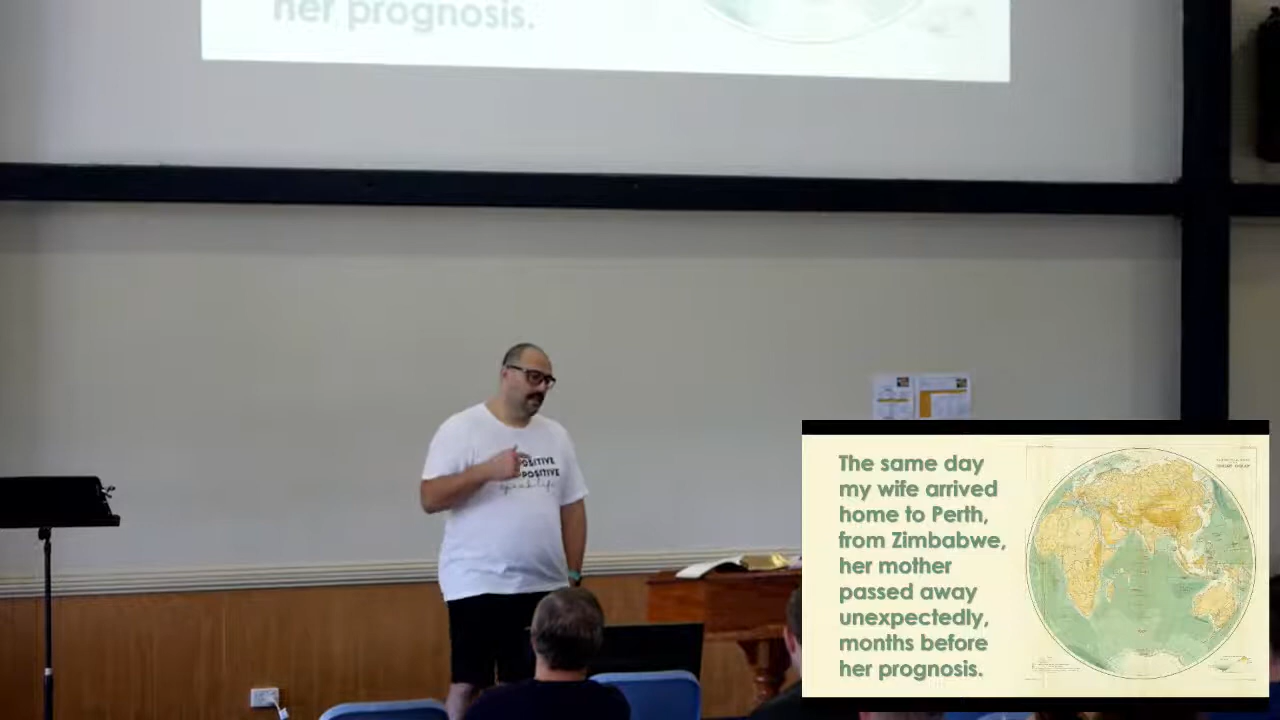 her prognosis.
POSITIVE
POSITIVE
The same day
my wife arrived
home to Perth,
from Zimbabwe,
her mother
passed away
unexpectedly,
months before
her prognosis.